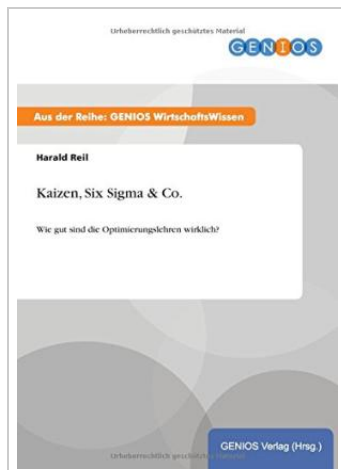 Urheberrechtlich geschütztes Material
GENIOS
Aus der Reihe: GENIOS WirtschaftsWissen
Harald Reil
Kaizen, Six Sigma & Co.
Wie gut sind die Optimierungslehren wirklich?
GENIOS Verlag (Hrsg.)
Urheberrechtlich geschütztes Material